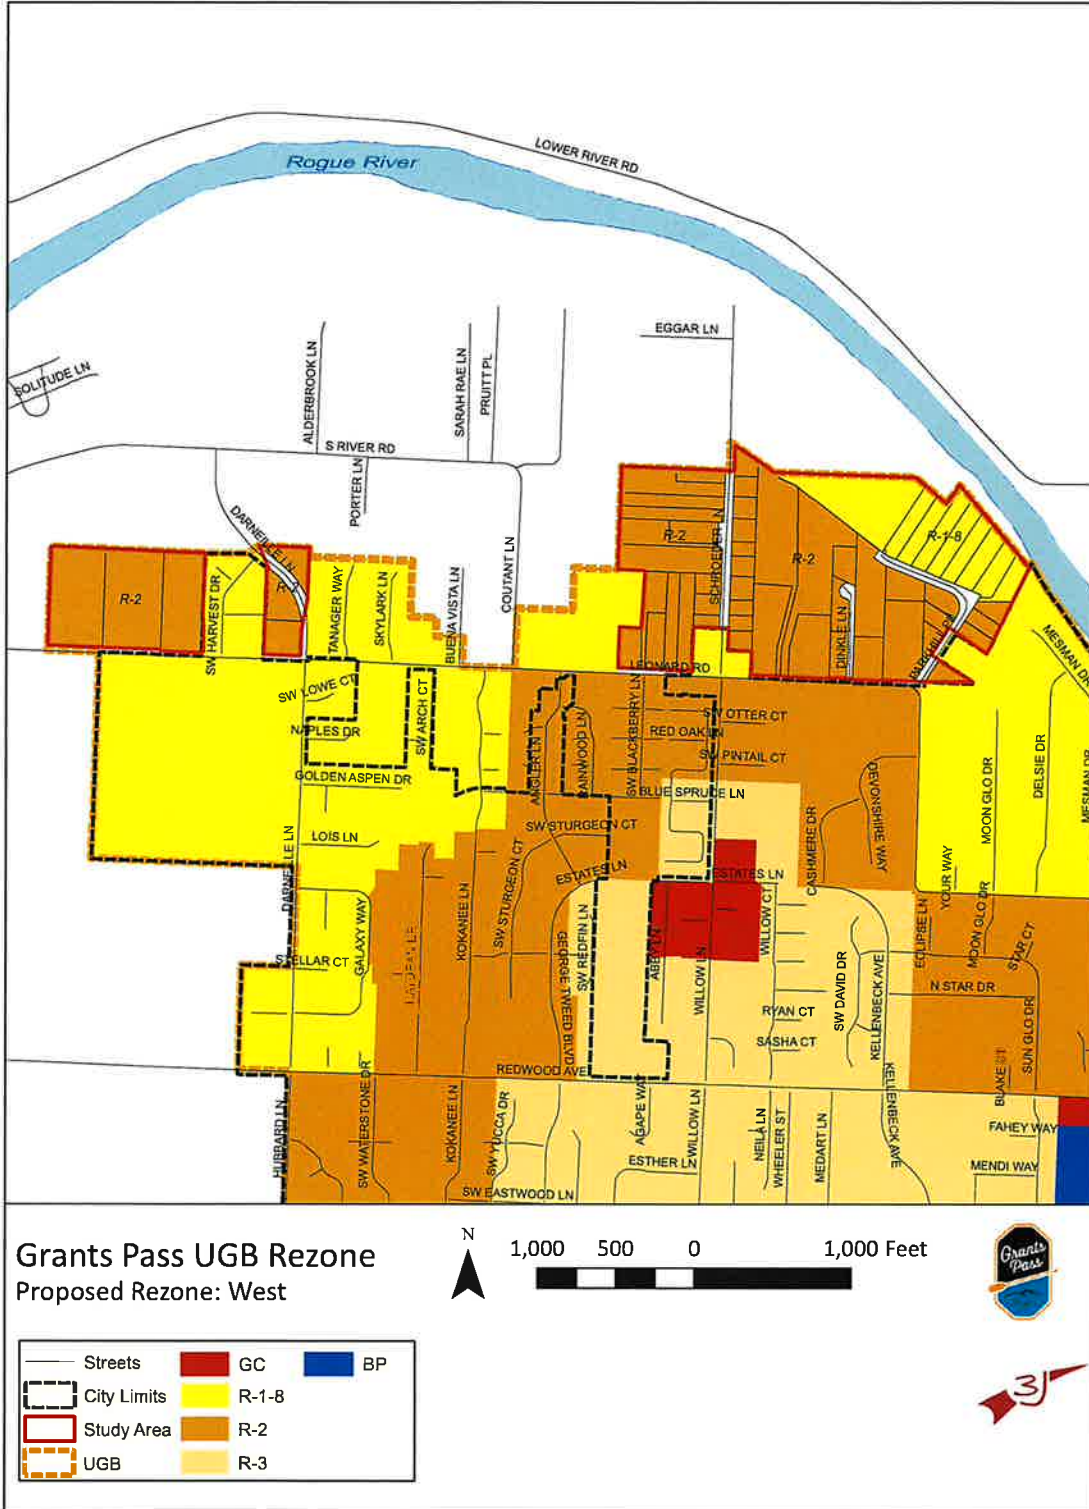 LOWER RIVER RD
Rogue River
EGGAR LN
SOLITUDE LN
ALDERBROOK LN
SARAH RAE LN
PRUITT PL
S RIVER RD
PORTER LN
DARNEILLE LN
COUTANT LN
SCHROEDER LN
R-2
R-2
R-1-8
R-2
SW HARVEST DR
TANAGER WAY
SKYLARK LN
BUENA VISTA LN
DINKLE LN
MESMAN DR
LEONARD RD
SW LOWE CT
SW ARCH CT
NAPLES DR
GOLDEN ASPEN DR
ANGLER LN
RAINWOOD LN
SW BLACKBERRY LN
SW OTTER CT
RED OAK LN
SW PINTAIL CT
BLUE SPRUCE LN
DEVONSHIRE WAY
MOON GLO DR
DELSIE DR
MESMAN DR
LOIS LN
SW STURGEON CT
ESTATES LN
ESTATES LN
CASHMERE DR
DARNEILLE LN
GALAXY WAY
KOKANEE LN
SW STURGEON CT
GEORGE TWEED BLVD
SW REDFIN LN
WILLOW LN
WILLOW CT
SW DAVID DR
KELLENBECK AVE
ECLIPSE LN
YOUR WAY
MOON GLO DR
STAR CT
STELLAR CT
N STAR DR
RYAN CT
SASHA CT
SUN GLO DR
BLAKE CT
REDWOOD AVE
HUBBARD LN
SW WATERSTONE DR
KOKANEE LN
SW YUCCA DR
AGAPE WAY
WILLOW LN
NEILA LN
WHEELER ST
MEDART LN
KELLENBECK AVE
FAHEY WAY
ESTHER LN
MENDI WAY
SW EASTWOOD LN
Grants Pass UGB Rezone
Proposed Rezone: West
N
1,000 500 0 1,000 Feet
Grants
Pass
3J
Streets
City Limits
Study Area
UGB
GC
R-1-8
R-2
R-3
BP